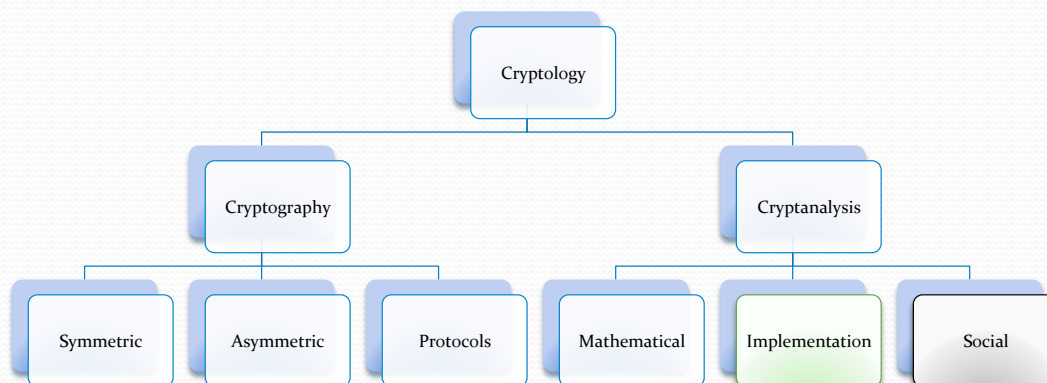 Cryptology
Cryptography
Cryptanalysis
Symmetric
Asymmetric
Protocols
Mathematical
Implementation
Social